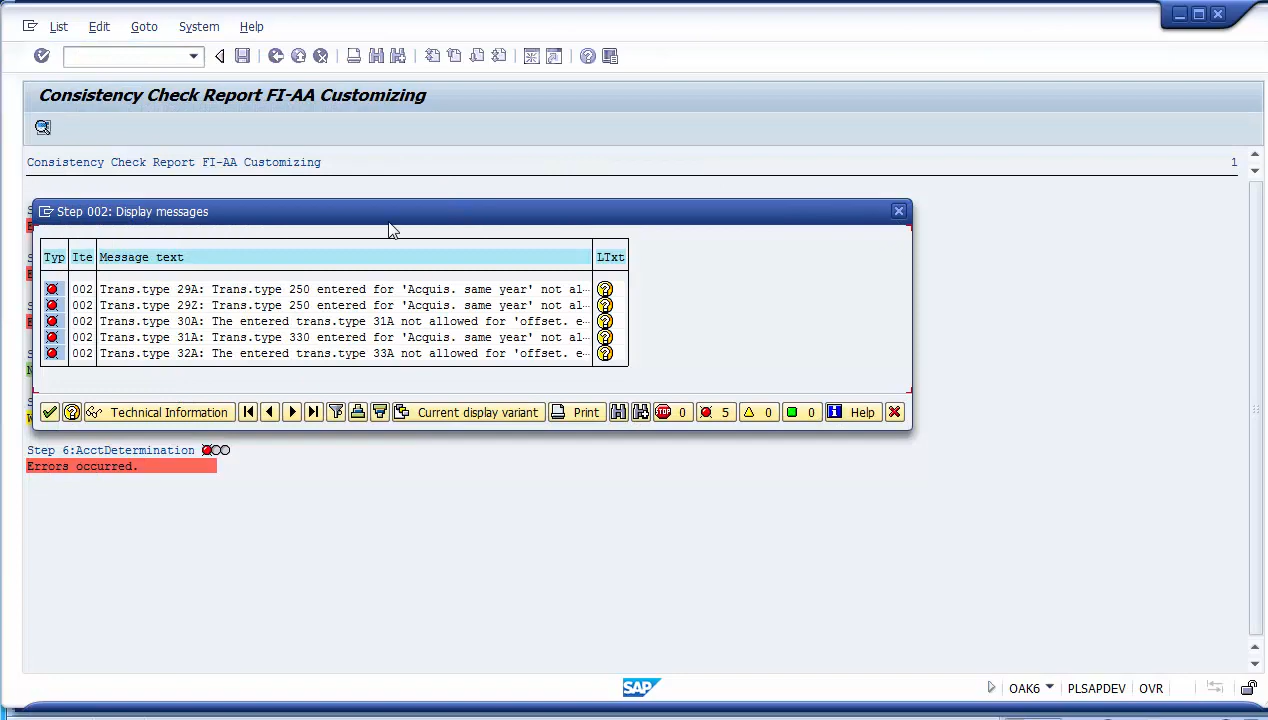 List Edit Goto System Help
Consistency Check Report FI-AA Customizing
Consistency Check Report FI-AA Customizing 1
Step 002: Display messages
Typ Ite Message text LTxt
002 Trans.type 29A: Trans.type 250 entered for 'Acquis. same year' not al…
002 Trans.type 29Z: Trans.type 250 entered for 'Acquis. same year' not al…
002 Trans.type 30A: The entered trans.type 31A not allowed for 'offset. e…
002 Trans.type 31A: Trans.type 330 entered for 'Acquis. same year' not al…
002 Trans.type 32A: The entered trans.type 33A not allowed for 'offset. e…
Technical Information Current display variant Print STOP 0 5 0 0 Help
Step 6:AcctDetermination
Errors occurred.
SAP OAK6 PLSAPDEV OVR